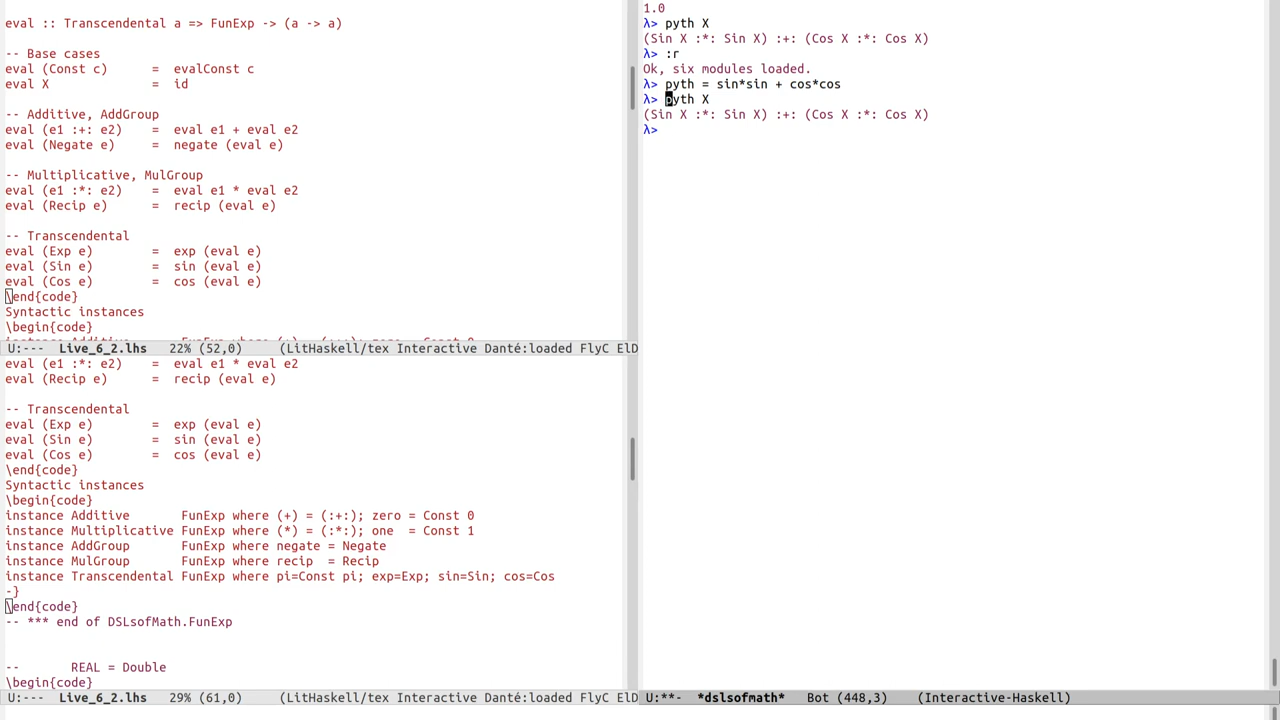 eval :: Transcendental a => FunExp -> (a -> a)
-- Base cases
eval (Const c)      =  evalConst c
eval X              =  id
-- Additive, AddGroup
eval (e1 :+: e2)    =  eval e1 + eval e2
eval (Negate e)     =  negate (eval e)
-- Multiplicative, MulGroup
eval (e1 :*: e2)    =  eval e1 * eval e2
eval (Recip e)      =  recip (eval e)
-- Transcendental
eval (Exp e)        =  exp (eval e)
eval (Sin e)        =  sin (eval e)
eval (Cos e)        =  cos (eval e)
\end{code}
Syntactic instances
\begin{code}
instance Additive       FunExp where (+) = (:+:); zero = Const 0
U:---  Live_6_2.lhs   22% (52,0)      (LitHaskell/tex Interactive Danté:loaded FlyC ElD
eval (e1 :*: e2)    =  eval e1 * eval e2
eval (Recip e)      =  recip (eval e)
-- Transcendental
eval (Exp e)        =  exp (eval e)
eval (Sin e)        =  sin (eval e)
eval (Cos e)        =  cos (eval e)
\end{code}
Syntactic instances
\begin{code}
instance Additive       FunExp where (+) = (:+:); zero = Const 0
instance Multiplicative FunExp where (*) = (:*:); one  = Const 1
instance AddGroup       FunExp where negate = Negate
instance MulGroup       FunExp where recip  = Recip
instance Transcendental FunExp where pi=Const pi; exp=Exp; sin=Sin; cos=Cos
-}
\end{code}
-- *** end of DSLsofMath.FunExp
--      REAL = Double
\begin{code}
U:---  Live_6_2.lhs   29% (61,0)      (LitHaskell/tex Interactive Danté:loaded FlyC ElD
1.0
λ> pyth X
(Sin X :*: Sin X) :+: (Cos X :*: Cos X)
λ> :r
Ok, six modules loaded.
λ> pyth = sin*sin + cos*cos
λ> pyth X
(Sin X :*: Sin X) :+: (Cos X :*: Cos X)
λ>
U:**-  *dslsofmath*   Bot (448,3)    (Interactive-Haskell)